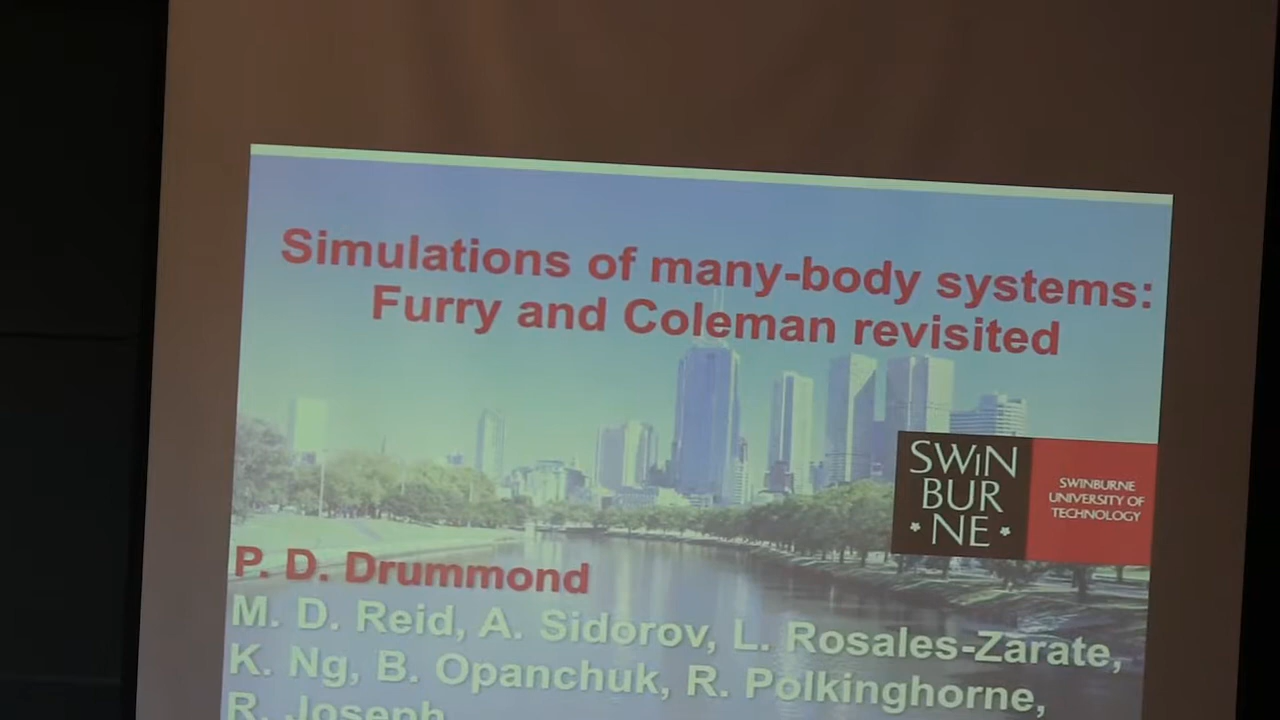 Simulations of many-body systems:
Furry and Coleman revisited
SWiN
BUR
* NE *
SWINBURNE
UNIVERSITY OF
TECHNOLOGY
P. D. Drummond
M. D. Reid, A. Sidorov, L. Rosales-Zarate,
K. Ng, B. Opanchuk, R. Polkinghorne,
R. Joseph